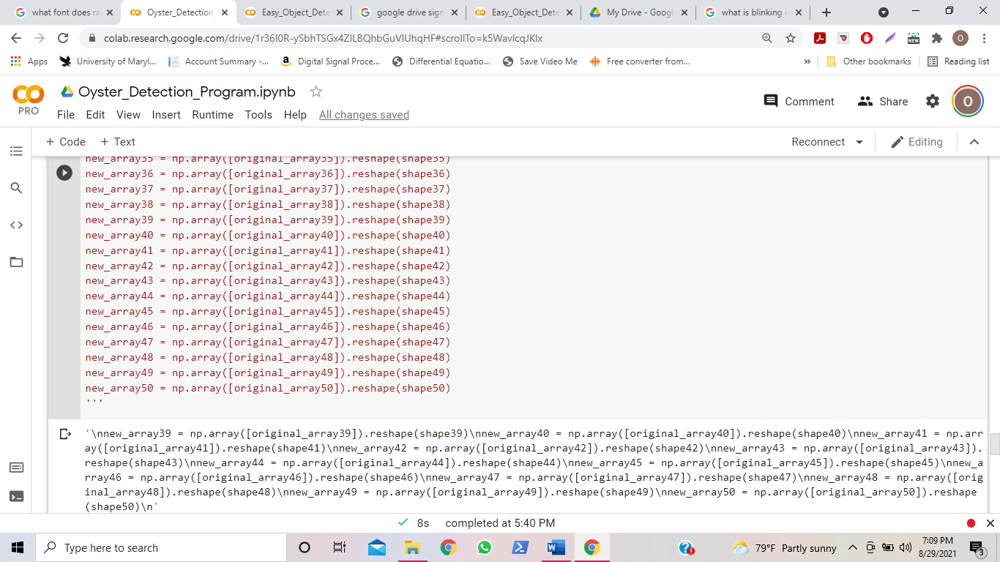 what font does ra
Oyster_Detection
Easy_Object_Dete
google drive sign
Easy_Object_Dete
My Drive - Googl
what is blinking i
colab.research.google.com/drive/1r36I0R-ySbhTSGx4ZILBQhbGuVIUhqHF#scrollTo=k5WavIcqJKlx
NEW
O
Apps
University of Maryl...
Account Summary -...
Digital Signal Proce...
Differential Equatio...
Save Video Me
Free converter from...
»
Other bookmarks
Reading list
PRO
Oyster_Detection_Program.ipynb
Comment
Share
O
File Edit View Insert Runtime Tools Help All changes saved
+ Code + Text
Reconnect
Editing
new_array35 = np.array([original_array35]).reshape(shape35)
new_array36 = np.array([original_array36]).reshape(shape36)
new_array37 = np.array([original_array37]).reshape(shape37)
new_array38 = np.array([original_array38]).reshape(shape38)
new_array39 = np.array([original_array39]).reshape(shape39)
new_array40 = np.array([original_array40]).reshape(shape40)
new_array41 = np.array([original_array41]).reshape(shape41)
new_array42 = np.array([original_array42]).reshape(shape42)
new_array43 = np.array([original_array43]).reshape(shape43)
new_array44 = np.array([original_array44]).reshape(shape44)
new_array45 = np.array([original_array45]).reshape(shape45)
new_array46 = np.array([original_array46]).reshape(shape46)
new_array47 = np.array([original_array47]).reshape(shape47)
new_array48 = np.array([original_array48]).reshape(shape48)
new_array49 = np.array([original_array49]).reshape(shape49)
new_array50 = np.array([original_array50]).reshape(shape50)
'''
'\nnew_array39 = np.array([original_array39]).reshape(shape39)\nnew_array40 = np.array([original_array40]).reshape(shape40)\nnew_array41 = np.arr
ay([original_array41]).reshape(shape41)\nnew_array42 = np.array([original_array42]).reshape(shape42)\nnew_array43 = np.array([original_array43]).
reshape(shape43)\nnew_array44 = np.array([original_array44]).reshape(shape44)\nnew_array45 = np.array([original_array45]).reshape(shape45)\nnew_a
rray46 = np.array([original_array46]).reshape(shape46)\nnew_array47 = np.array([original_array47]).reshape(shape47)\nnew_array48 = np.array([orig
inal_array48]).reshape(shape48)\nnew_array49 = np.array([original_array49]).reshape(shape49)\nnew_array50 = np.array([original_array50]).reshape
(shape50)\n'
8s completed at 5:40 PM
Type here to search
79°F Partly sunny
7:09 PM
8/29/2021
3